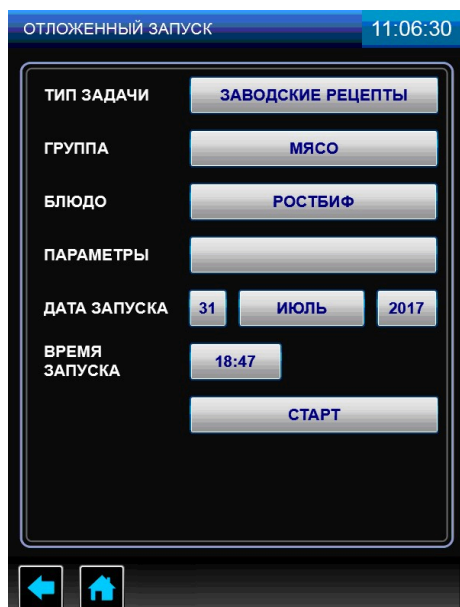 ОТЛОЖЕННЫЙ ЗАПУСК 11:06:30
ТИП ЗАДАЧИ ЗАВОДСКИЕ РЕЦЕПТЫ
ГРУППА МЯСО
БЛЮДО РОСТБИФ
ПАРАМЕТРЫ
ДАТА ЗАПУСКА 31 ИЮЛЬ 2017
ВРЕМЯ
ЗАПУСКА 18:47
СТАРТ